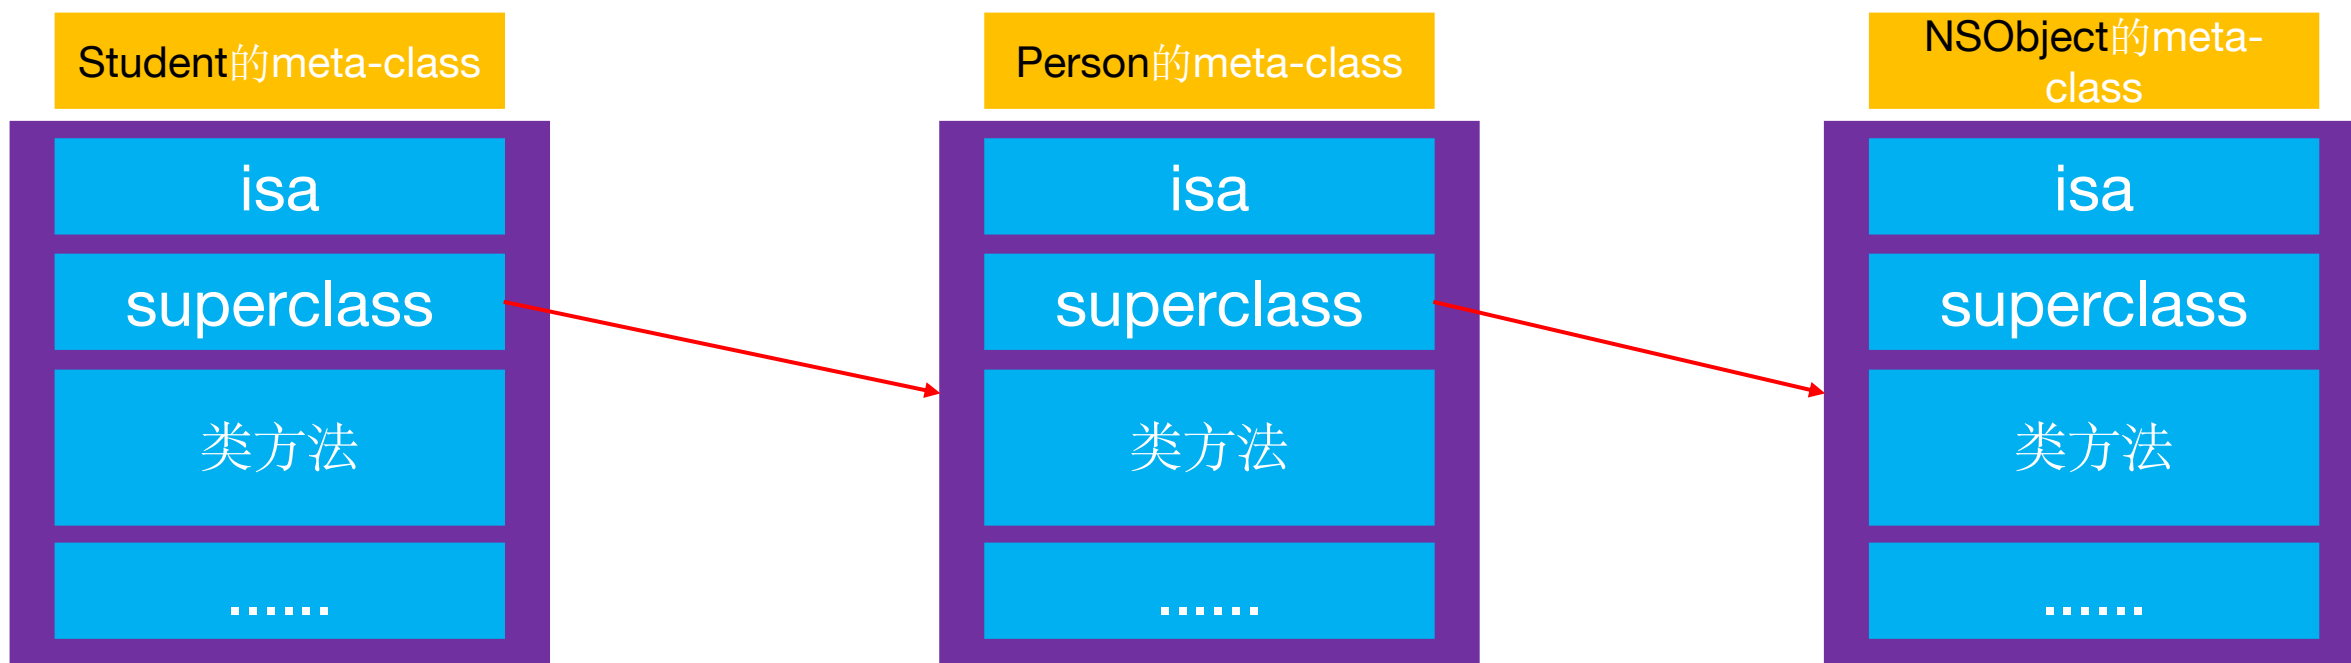 Student的meta-class
isa
superclass
类方法
......
Person的meta-class
isa
superclass
类方法
......
NSObject的meta-
class
isa
superclass
类方法
......